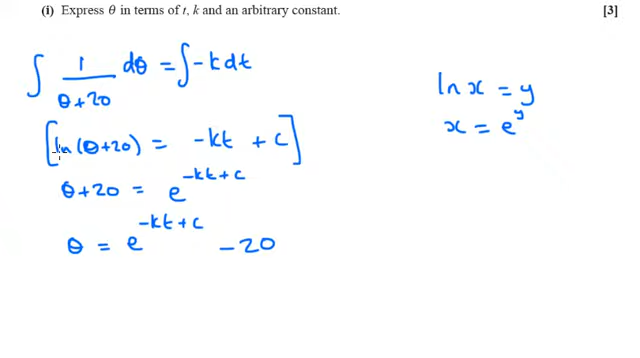 (i) Express θ in terms of t, k and an arbitrary constant. [3]
∫ 1/(θ+20) dθ = ∫ -k dt
[ln(θ+20) = -kt + c]
θ+20 = e^(-kt+c)
θ = e^(-kt+c) - 20
ln x = y
x = e^y